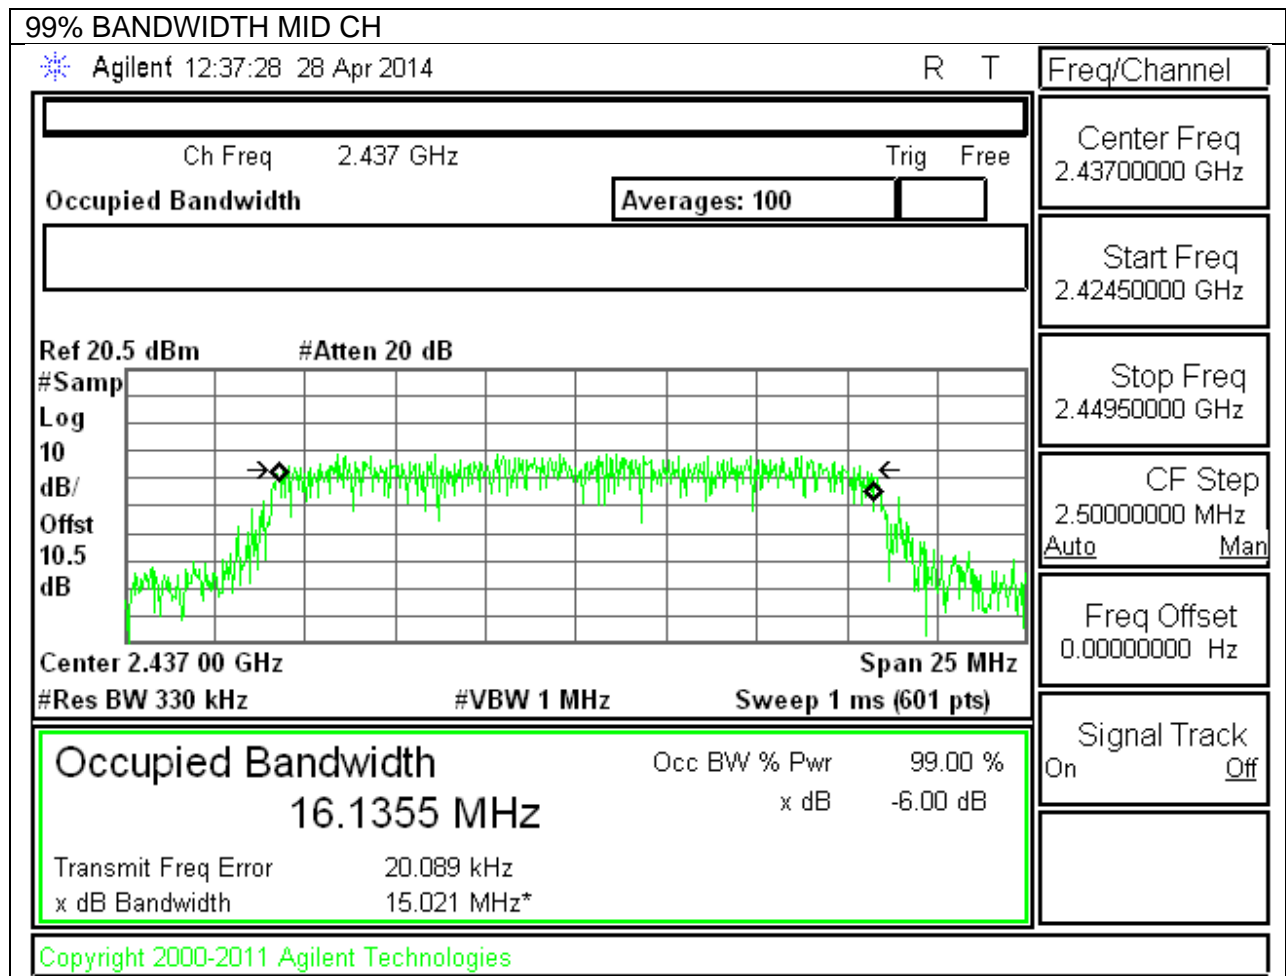 99% BANDWIDTH MID CH
Agilent 12:37:28 28 Apr 2014 R T
Freq/Channel
Ch Freq 2.437 GHz Trig Free
Occupied Bandwidth Averages: 100
Ref 20.5 dBm #Atten 20 dB
#Samp
Log
10
dB/
Offst
10.5
dB
Center 2.437 00 GHz Span 25 MHz
#Res BW 330 kHz #VBW 1 MHz Sweep 1 ms (601 pts)
Occupied Bandwidth Occ BW % Pwr 99.00 %
16.1355 MHz x dB -6.00 dB
Transmit Freq Error 20.089 kHz
x dB Bandwidth 15.021 MHz*
Center Freq
2.43700000 GHz
Start Freq
2.42450000 GHz
Stop Freq
2.44950000 GHz
CF Step
2.50000000 MHz
Auto Man
Freq Offset
0.00000000 Hz
Signal Track
On Off
Copyright 2000-2011 Agilent Technologies